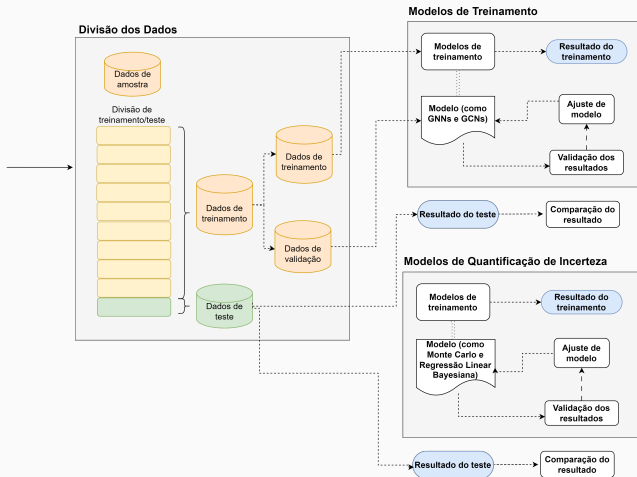 Divisão dos Dados
Dados de
amostra
Divisão de
treinamento/teste
Dados de
treinamento
Dados de
treinamento
Dados de
validação
Dados de
teste
Modelos de Treinamento
Modelos de
treinamento
Resultado do
treinamento
Modelo (como
GNNs e GCNs)
Ajuste de
modelo
Validação dos
resultados
Resultado do teste
Comparação do
resultado
Modelos de Quantificação de Incerteza
Modelos de
treinamento
Resultado do
treinamento
Modelo (como
Monte Carlo e
Regressão Linear
Bayesiana)
Ajuste de
modelo
Validação dos
resultados
Resultado do teste
Comparação do
resultado